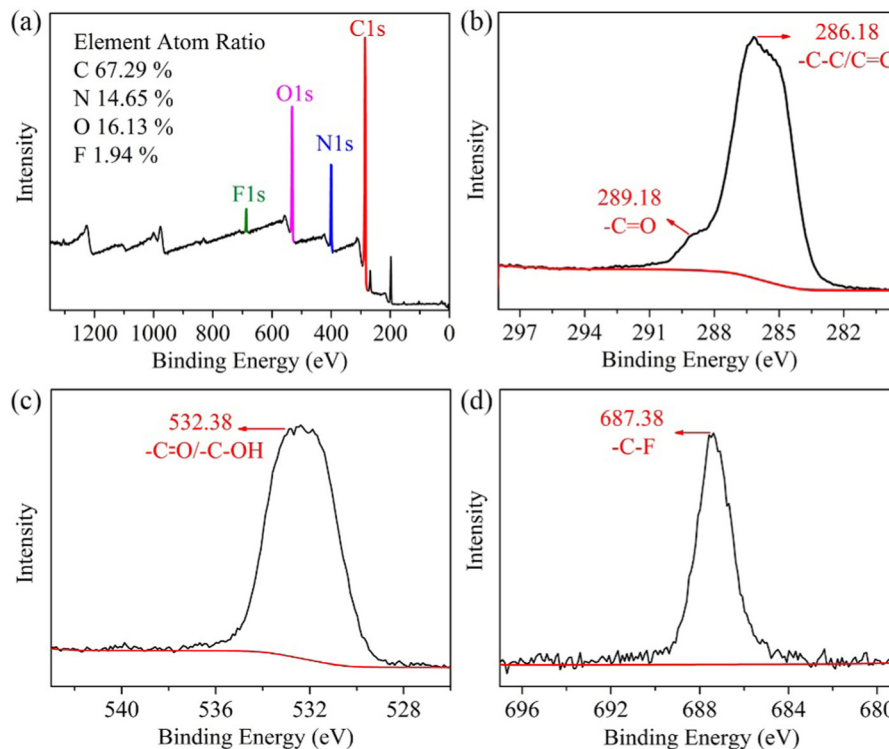 (a)
Element Atom Ratio
C 67.29 %
N 14.65 %
O 16.13 %
F 1.94 %
C1s
O1s
N1s
F1s
Intensity
1200 1000 800 600 400 200 0
Binding Energy (eV)
(b)
286.18
-C-C/C=C
289.18
-C=O
Intensity
297 294 291 288 285 282
Binding Energy (eV)
(c)
532.38
-C=O/-C-OH
Intensity
540 536 532 528
Binding Energy (eV)
(d)
687.38
-C-F
Intensity
696 692 688 684 680
Binding Energy (eV)